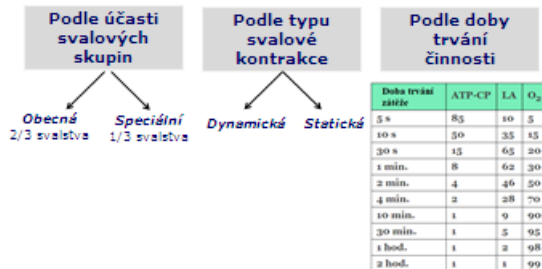 Podle účasti
svalových
skupin
Podle typu
svalové
kontrakce
Podle doby
trvání
činnosti
Obecná
2/3 svalstva
Speciální
1/3 svalstva
Dynamická
Statická
Doba trvání
zátěže
ATP-CP LA O₂
5 s 85 10 5
10 s 50 35 15
30 s 15 65 20
1 min. 8 62 30
2 min. 4 46 50
4 min. 2 28 70
10 min. 1 9 90
30 min. 1 5 95
1 hod. 1 2 98
2 hod. 1 1 99